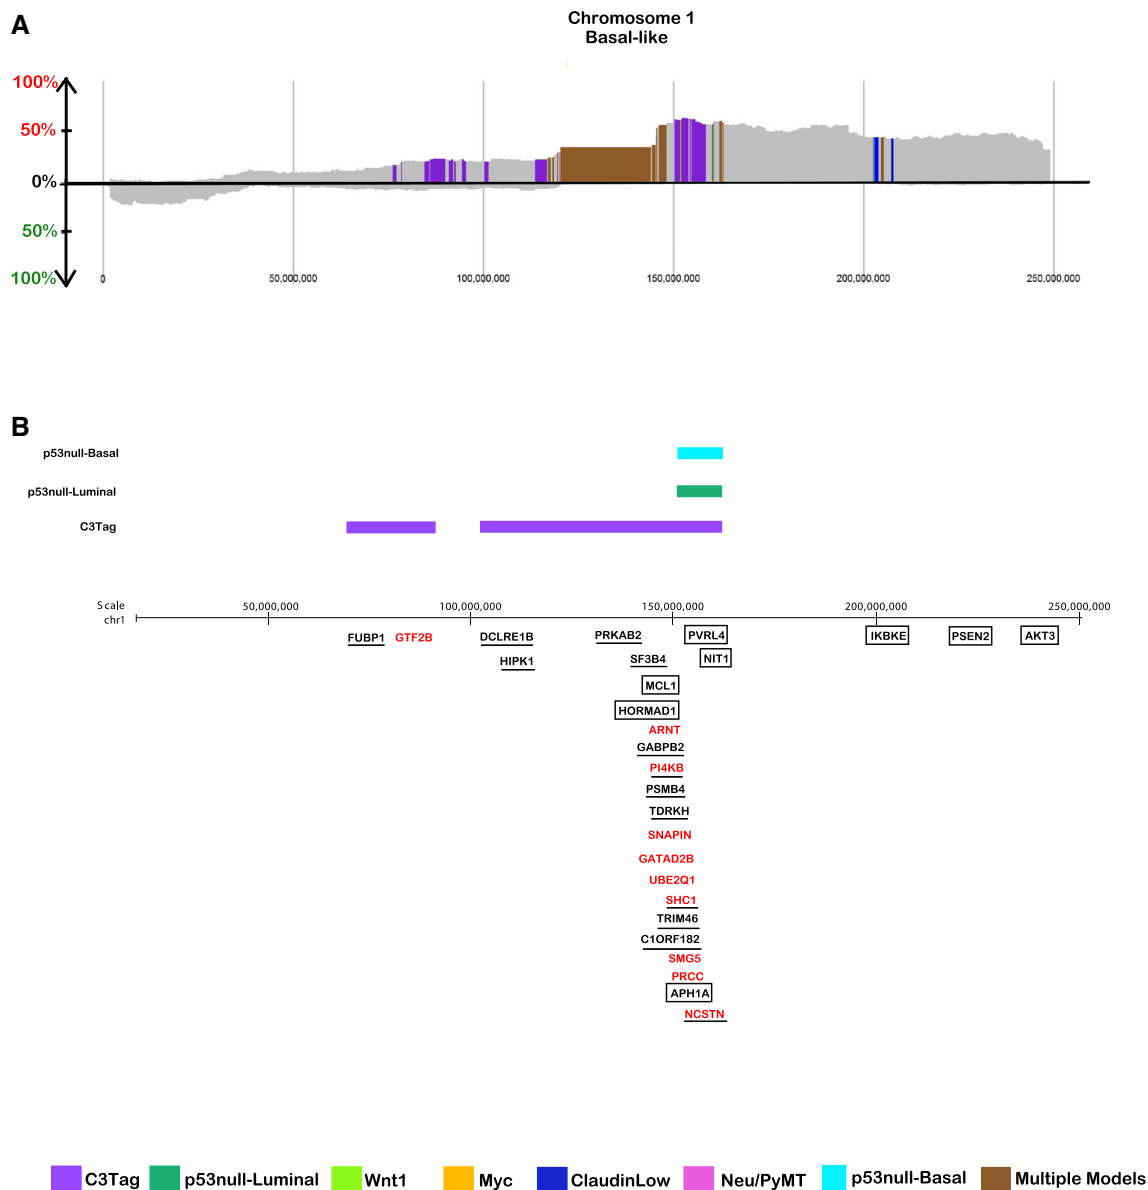 A
Chromosome 1
Basal-like
100%
50%
0%
50%
100%
0 50,000,000 100,000,000 150,000,000 200,000,000 250,000,000
B
p53null-Basal
p53null-Luminal
C3Tag
Scale
chr1
50,000,000 100,000,000 150,000,000 200,000,000 250,000,000
FUBP1 GTF2B DCLRE1B PRKAB2 PVRL4 IKBKE PSEN2 AKT3
HIPK1 SF3B4 NIT1
MCL1
HORMAD1
ARNT
GABPB2
PI4KB
PSMB4
TDRKH
SNAPIN
GATAD2B
UBE2Q1
SHC1
TRIM46
C1ORF182
SMG5
PRCC
APH1A
NCSTN
C3Tag p53null-Luminal Wnt1 Myc ClaudinLow Neu/PyMT p53null-Basal Multiple Models